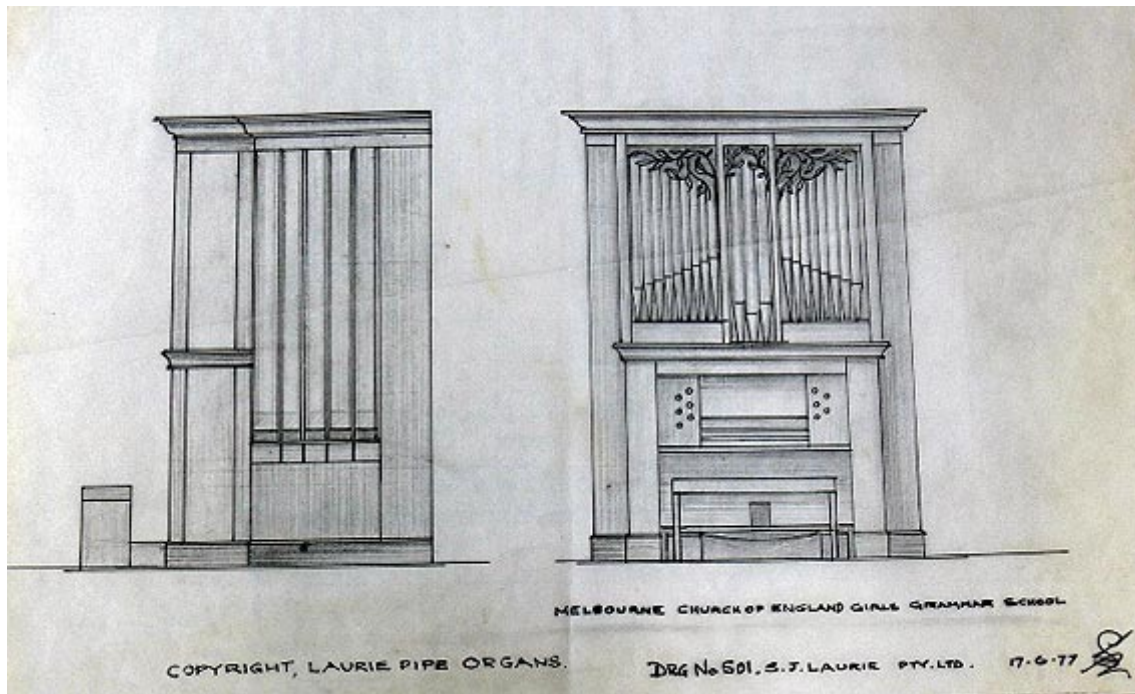 MELBOURNE CHURCH OF ENGLAND GIRLS GRAMMAR SCHOOL
COPYRIGHT, LAURIE PIPE ORGANS. DRG No 501, S.J. LAURIE PTY. LTD. 17-6-77